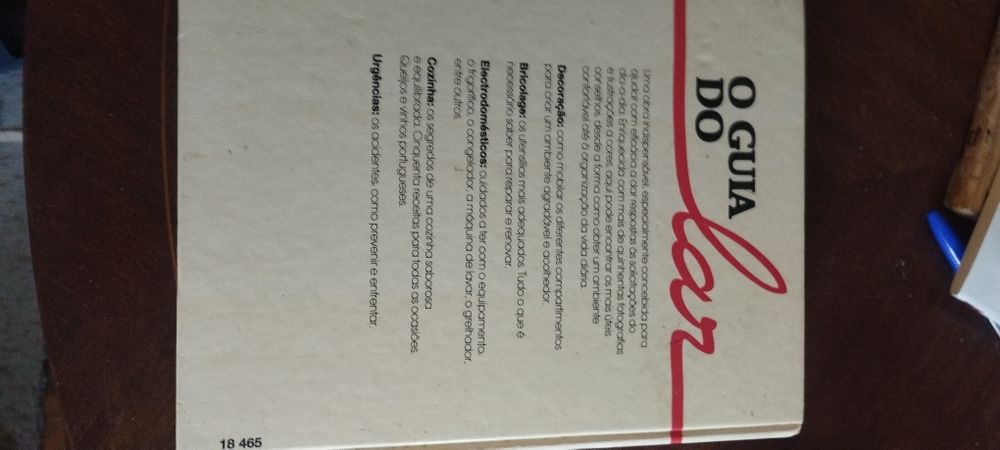 O GUIA
DO lar
Uma obra indispensável, especialmente concebida para
ajudar com eficácia a dar respostas às solicitações do
dia-a-dia. Enriquecida com mais de quinhentas fotografias
e ilustrações a cores, aqui pode encontrar os mais úteis
conselhos, desde a forma como obter um ambiente
confortável até à organização da vida diária.
Decoração: como mobilar os diferentes compartimentos
para criar um ambiente agradável e acolhedor.
Bricolage: os utensílios mais adequados. Tudo o que é
necessário saber para reparar e renovar.
Electrodomésticos: cuidados a ter com o equipamento,
o frigorífico, o congelador, a máquina de lavar, o grelhador,
entre outros.
Cozinha: os segredos de uma cozinha saborosa
e equilibrada. Cinquenta receitas para todas as ocasiões.
Queijos e vinhos portugueses.
Urgências: os acidentes, como prevenir e enfrentar.
18 465